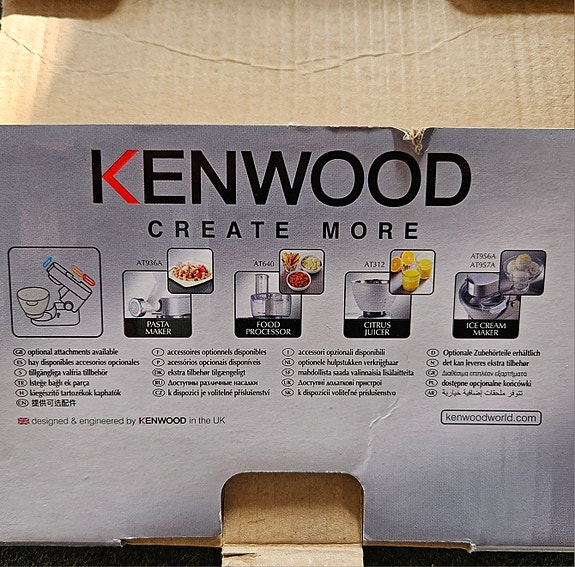 KENWOOD
CREATE MORE
AT936A
PASTA
MAKER
AT640
FOOD
PROCESSOR
AT312
CITRUS
JUICER
AT956A
AT957A
ICE CREAM
MAKER
GB optional attachments available
ES hay disponibles accesorios opcionales
S tillgängliga valfria tillbehör
TR İsteğe bağlı ek parça
H kiegészítő tartozékok kaphatók
CN 提供可选配件
F accessoires optionnels disponibles
P acessórios opcionais disponíveis
DK ekstra tilbehør tilgængeligt
RU Доступны различные насадки
CZ k dispozici je volitelné příslušenství
I accessori opzionali disponibili
NL optionele hulpstukken verkrijgbaar
SF mahdollista saada valinnaisia lisälaitteita
UK Доступні додаткові пристрої
SK k dispozícii voliteľné príslušenstvo
D Optionale Zubehörteile erhältlich
N det kan leveres ekstra tilbehør
GR Διαθέσιμα επιπλέον εξαρτήματα
PL dostępne opcjonalne końcówki
AR تتوفر ملحقات إضافية خيارية
designed & engineered by KENWOOD in the UK
kenwoodworld.com